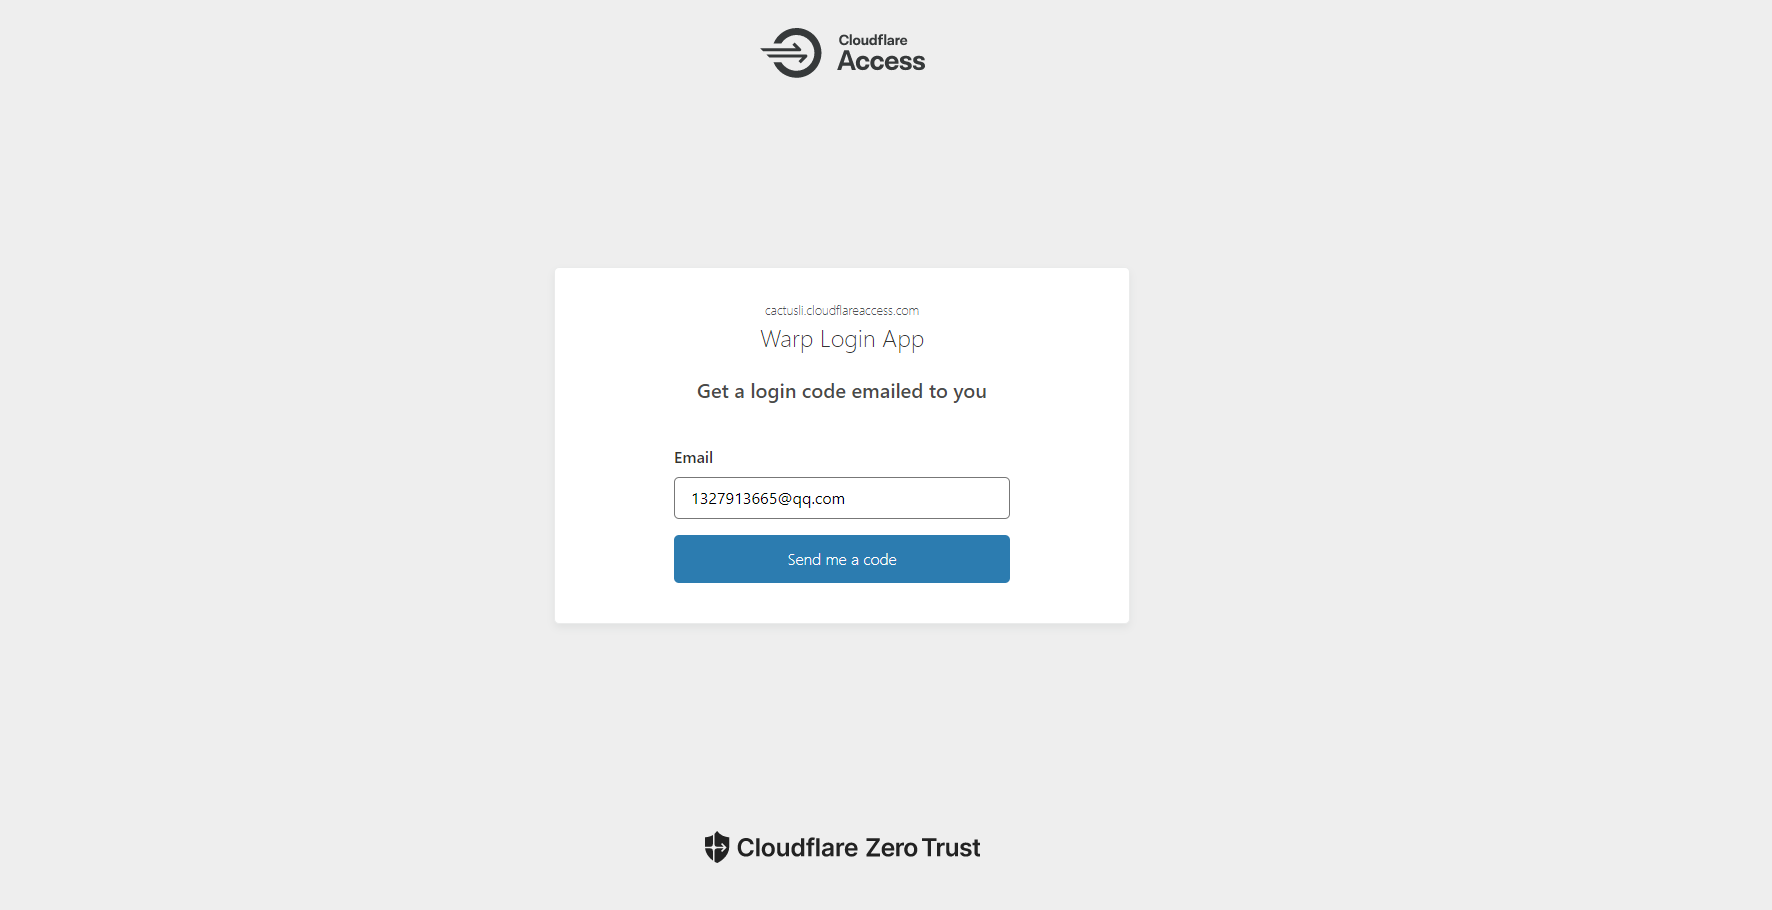 Cloudflare
Access
cactusli.cloudflareaccess.com
Warp Login App
Get a login code emailed to you
Email
1327913665@qq.com
Send me a code
Cloudflare Zero Trust